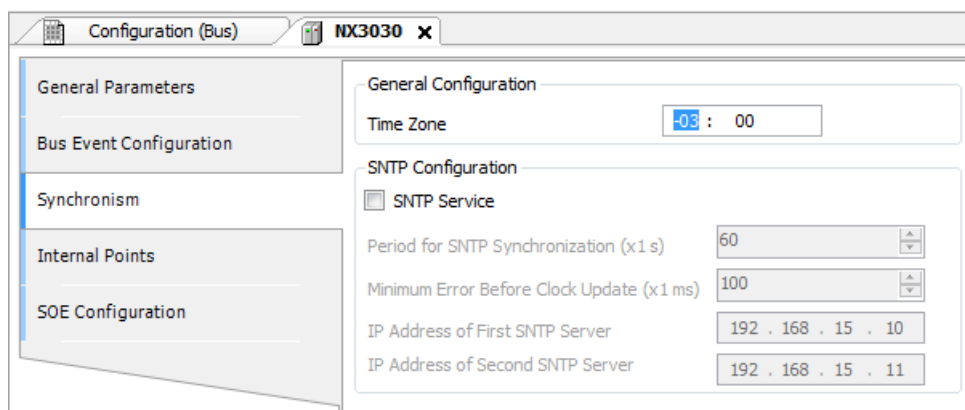 Configuration (Bus) NX3030
General Parameters
Bus Event Configuration
Synchronism
Internal Points
SOE Configuration
General Configuration
Time Zone -03 : 00
SNTP Configuration
SNTP Service
Period for SNTP Synchronization (x1 s) 60
Minimum Error Before Clock Update (x1 ms) 100
IP Address of First SNTP Server 192 . 168 . 15 . 10
IP Address of Second SNTP Server 192 . 168 . 15 . 11